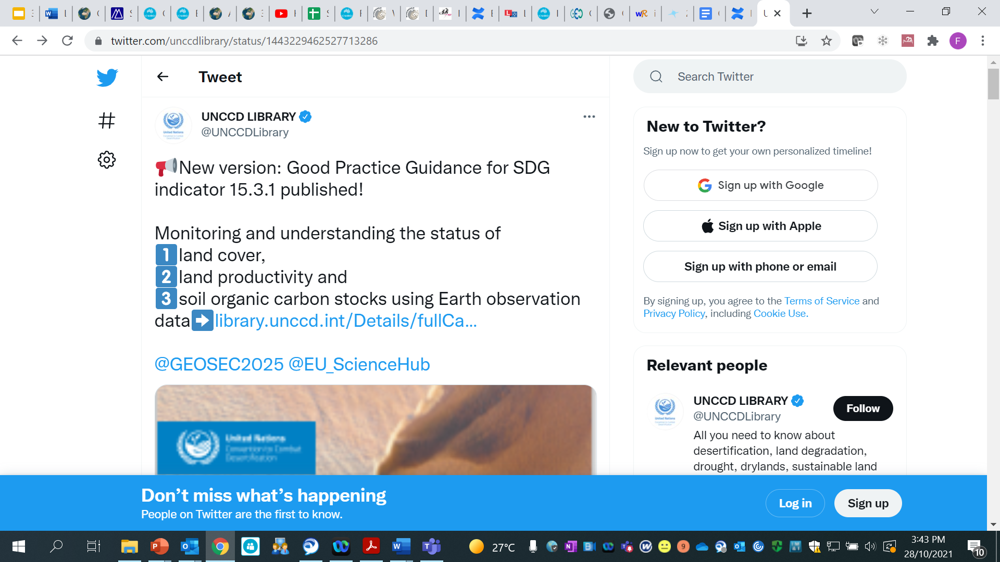 twitter.com/unccdlibrary/status/1443229462527713286
F
Tweet
Search Twitter
UNCCD LIBRARY
@UNCCDLibrary
New version: Good Practice Guidance for SDG
indicator 15.3.1 published!
Monitoring and understanding the status of
1 land cover,
2 land productivity and
3 soil organic carbon stocks using Earth observation
data library.unccd.int/Details/fullCa...
@GEOSEC2025 @EU_ScienceHub
United Nations
Convention to Combat
Desertification
New to Twitter?
Sign up now to get your own personalized timeline!
Sign up with Google
Sign up with Apple
Sign up with phone or email
By signing up, you agree to the Terms of Service and
Privacy Policy, including Cookie Use.
Relevant people
UNCCD LIBRARY
@UNCCDLibrary
Follow
All you need to know about
desertification, land degradation,
drought, drylands, sustainable land
Don't miss what's happening
People on Twitter are the first to know.
Log in
Sign up
27°C
3:43 PM
28/10/2021
10